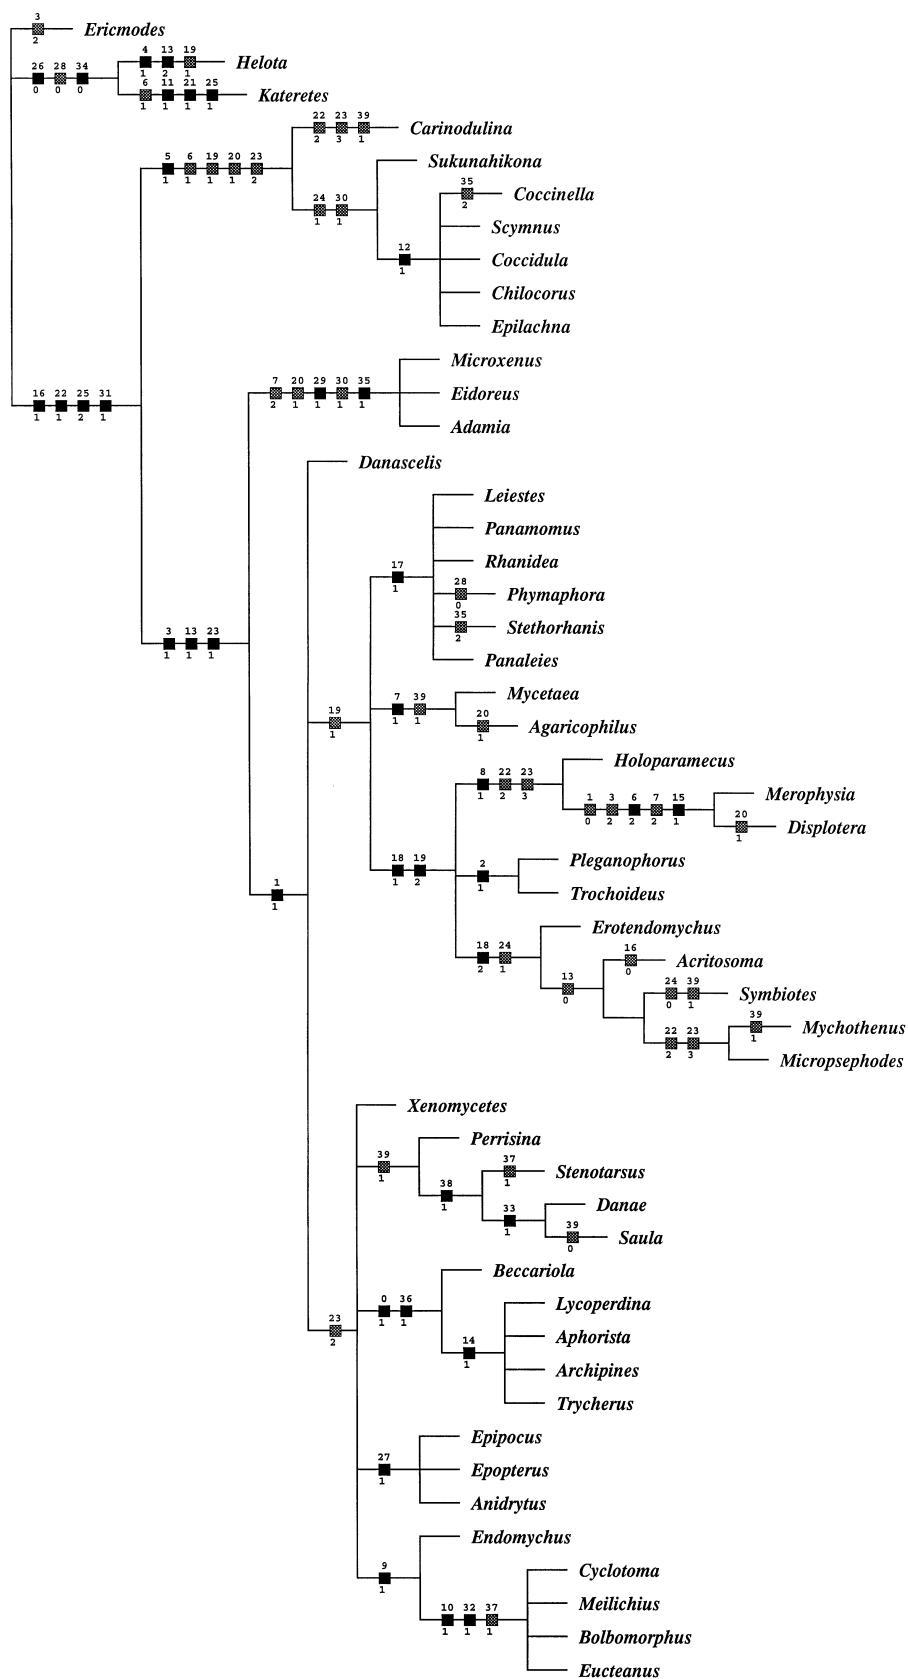 3
2
Ericmodes
4 13 19
1 2 1
Helota
26 28 34
0 0 0
6 11 21 25
1 1 1 1
Kateretes
22 23 39
2 3 1
Carinodulina
5 6 19 20 23
1 1 1 1 2
Sukunahikona
35
2
Coccinella
24 30
1 1
Scymnus
12
1
Coccidula
Chilocorus
Epilachna
Microxenus
7 20 29 30 35
2 1 1 1 1
Eidoreus
16 22 25 31
1 1 2 1
Adamia
Danascelis
Leiestes
Panamomus
Rhanidea
17
1
28
0
Phymaphora
35
2
Stethorhanis
3 13 23
1 1 1
Panaleies
Mycetaea
7 39
1 1
19
1
20
1
Agaricophilus
Holoparamecus
8 22 23
1 2 3
Merophysia
1 3 6 7 15
0 2 2 2 1
20
1
Displotera
Pleganophorus
18 19
1 2
2
1
Trochoideus
1
1
Erotendomychus
18 24
2 1
16
0
Acritosoma
13
0
24 39
0 1
Symbiotes
39
1
Mychothenus
22 23
2 3
Micropsephodes
Xenomycetes
Perrisina
39
1
37
1
Stenotarsus
38
1
Danae
33
1
39
0
Saula
Beccariola
0 36
1 1
Lycoperdina
23
2
Aphorista
14
1
Archipines
Trycherus
Epipocus
27
1
Epopterus
Anidrytus
Endomychus
9
1
Cyclotoma
Meilichius
10 32 37
1 1 1
Bolbomorphus
Eucteanus